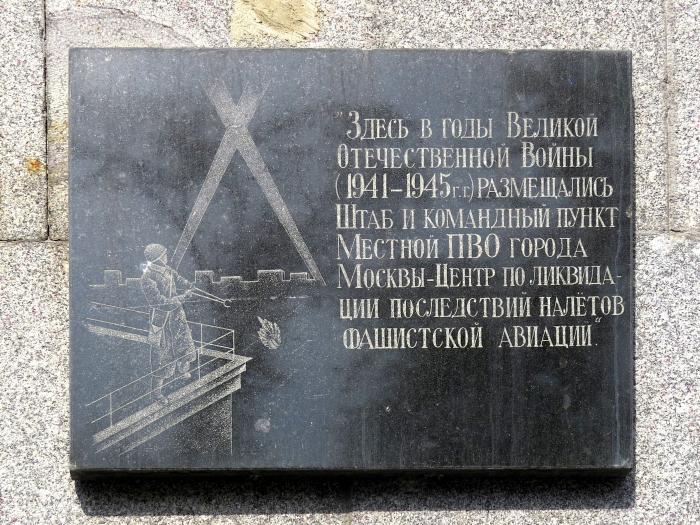 "Здесь в годы Великой
Отечественной Войны
(1941–1945г.г) размещались
Штаб и командный пункт
Местной ПВО города
Москвы-Центр по ликвида-
ции последствий налётов
фашистской авиации".